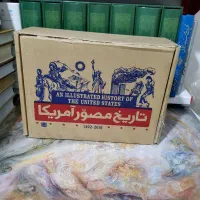 AN ILLUSTRATED HISTORY OF
THE UNITED STATES
تاریخ مصور آمریکا